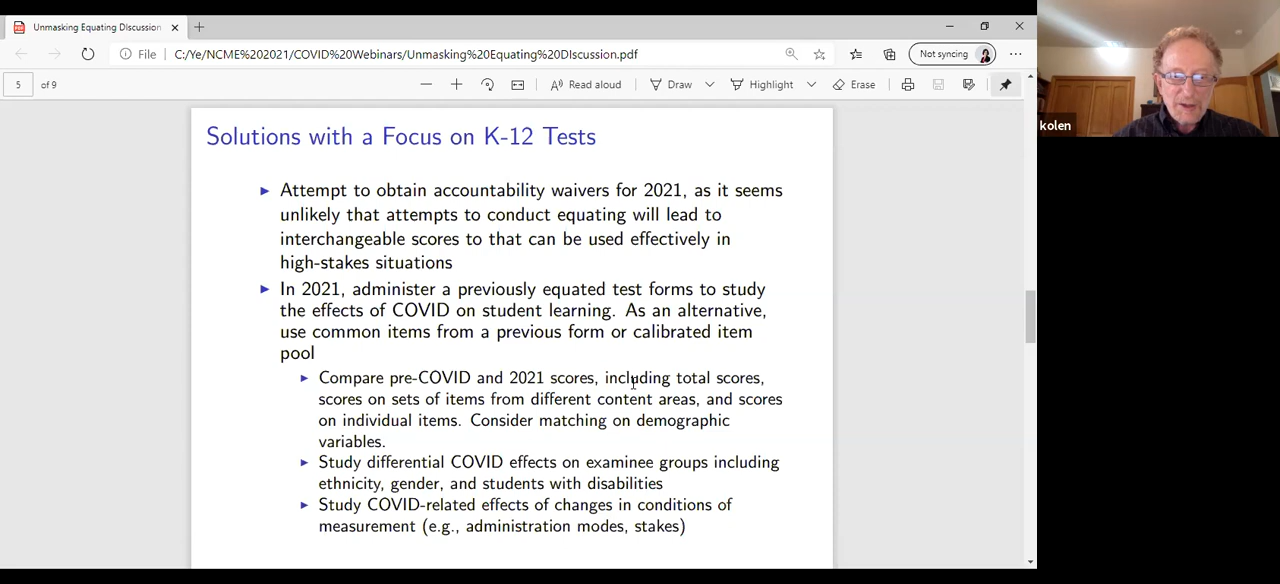 Unmasking Equating DIscussion
File
C:/Ye/NCME%202021/COVID%20Webinars/Unmasking%20Equating%20DIscussion.pdf
Not syncing
5 of 9
Read aloud
Draw
Highlight
Erase
kolen
Solutions with a Focus on K-12 Tests
Attempt to obtain accountability waivers for 2021, as it seems
unlikely that attempts to conduct equating will lead to
interchangeable scores to that can be used effectively in
high-stakes situations
In 2021, administer a previously equated test forms to study
the effects of COVID on student learning. As an alternative,
use common items from a previous form or calibrated item
pool
Compare pre-COVID and 2021 scores, including total scores,
scores on sets of items from different content areas, and scores
on individual items. Consider matching on demographic
variables.
Study differential COVID effects on examinee groups including
ethnicity, gender, and students with disabilities
Study COVID-related effects of changes in conditions of
measurement (e.g., administration modes, stakes)